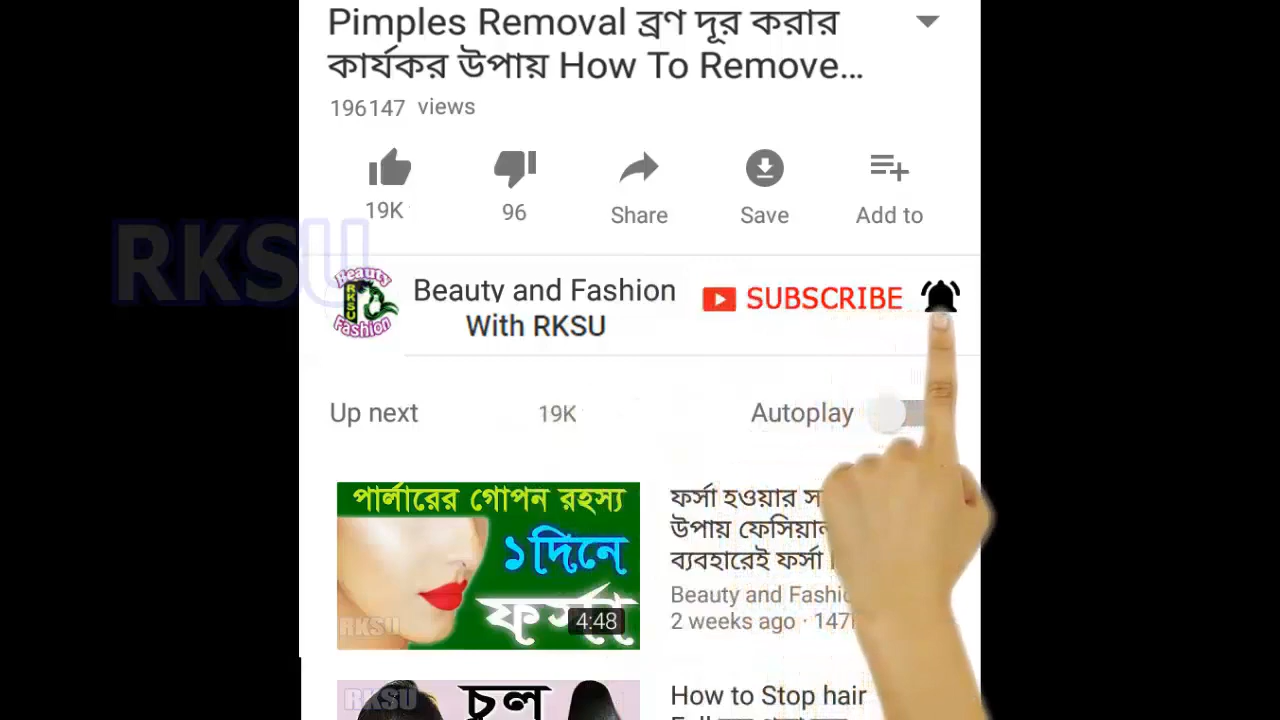 Pimples Removal ব্রণ দূর করার
কার্যকর উপায় How To Remove…
196147 views
19K
96
Share
Save
Add to
RKSU
Beauty
RKSU
Fashion
Beauty and Fashion
With RKSU
SUBSCRIBE
Up next
19K
Autoplay
পার্লারের গোপন রহস্য
১দিনে
ফর্সা
RKSU
4:48
ফর্সা হওয়ার
উপায়
ব্যবহারেই ফর্সা
Beauty and
2 weeks ago · 147
RKSU
চুল
How to Stop hair